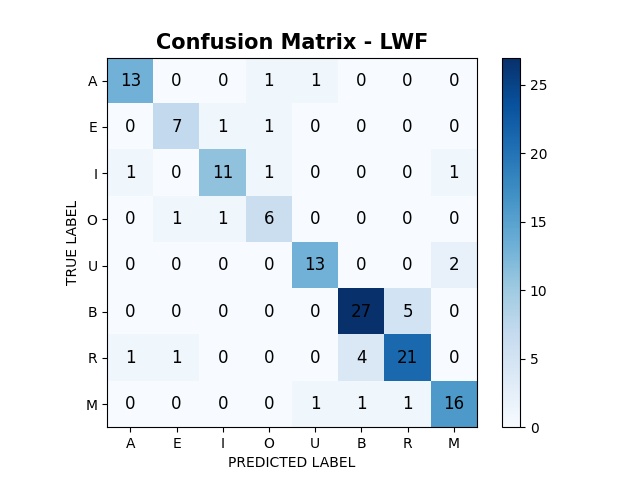 Confusion Matrix - LWF
A 13 0 0 1 1 0 0 0
E 0 7 1 1 0 0 0 0
I 1 0 11 1 0 0 0 1
O 0 1 1 6 0 0 0 0
U 0 0 0 0 13 0 0 2
B 0 0 0 0 0 27 5 0
R 1 1 0 0 0 4 21 0
M 0 0 0 0 1 1 1 16
A E I O U B R M
TRUE LABEL
PREDICTED LABEL
25
20
15
10
5
0